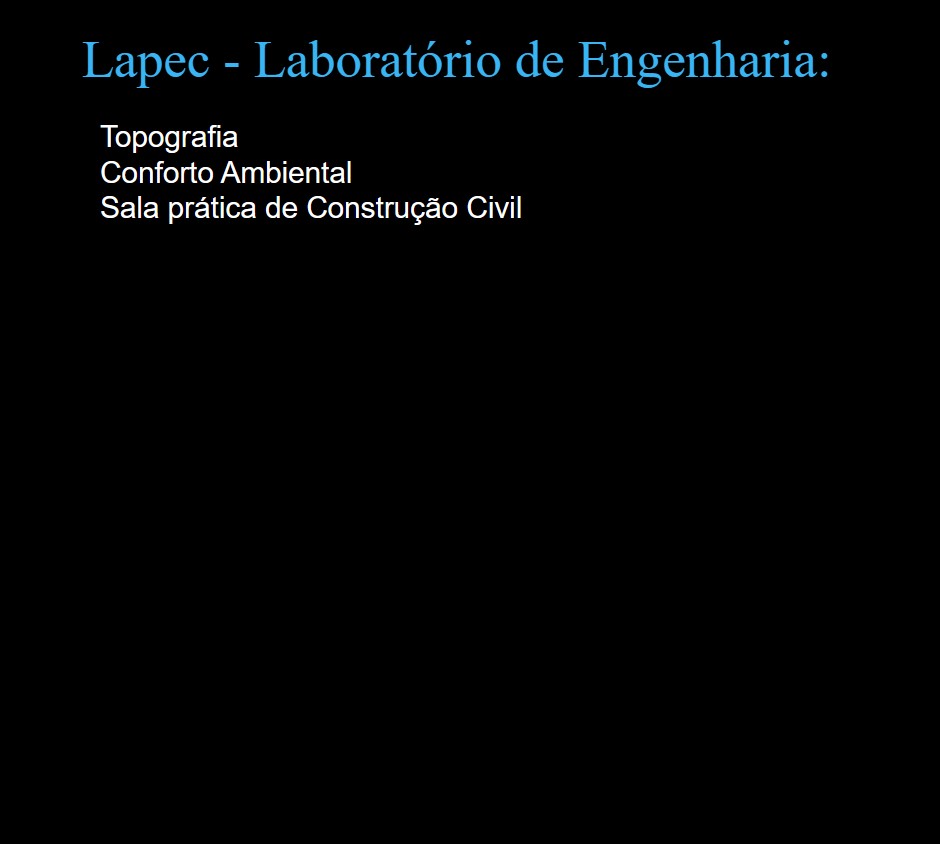 Lapec - Laboratório de Engenharia:
Topografia
Conforto Ambiental
Sala prática de Construção Civil